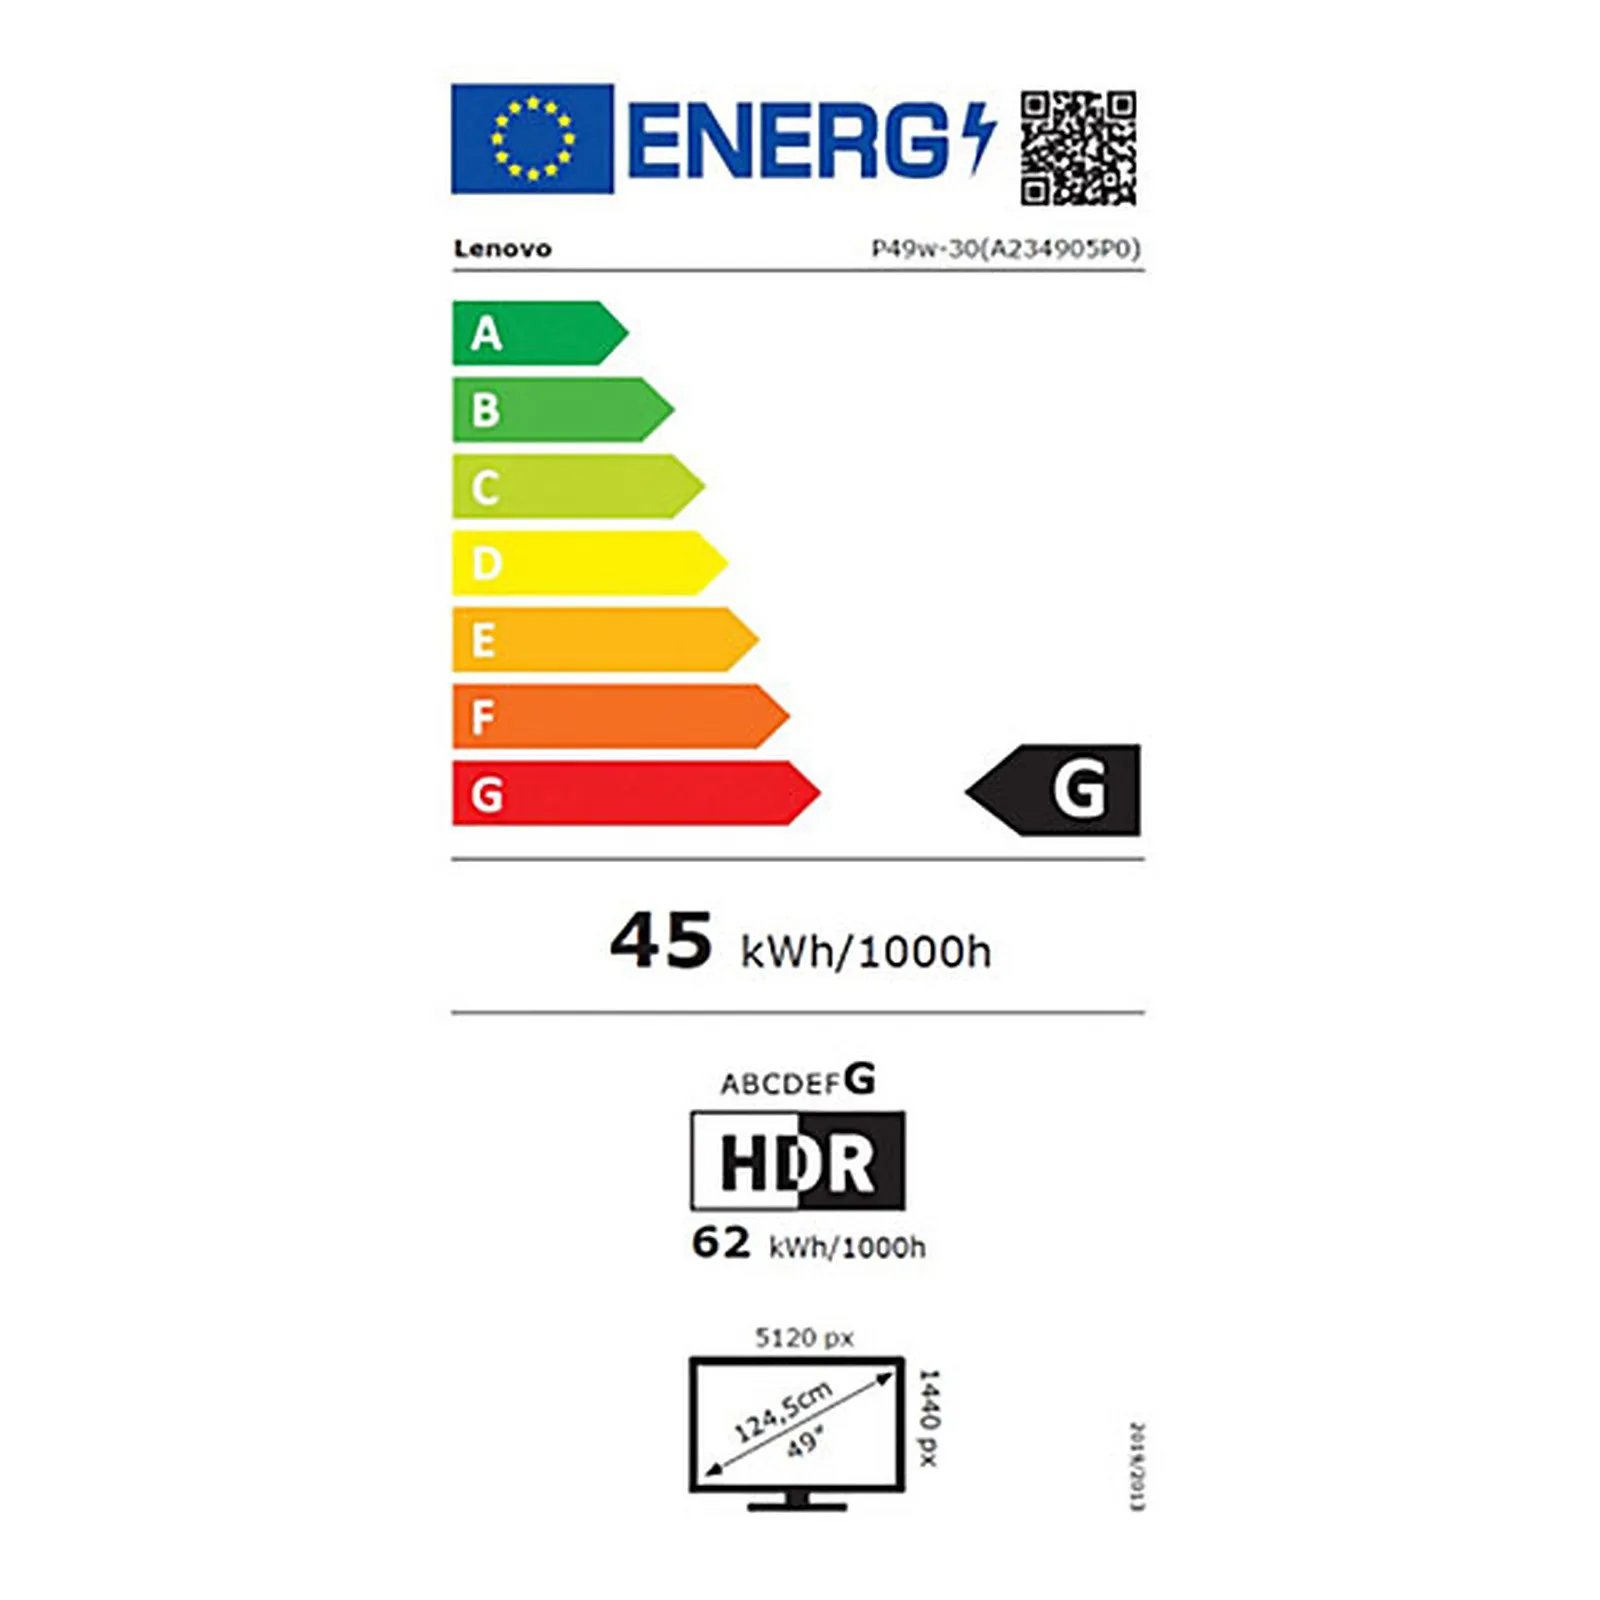 ENERG
Lenovo P49w-30(A234905P0)
A
B
C
D
E
F
G
G
45 kWh/1000h
ABCDEFG
HDR
62 kWh/1000h
5120 px
124,5cm
49"
1440 px
2019/2013